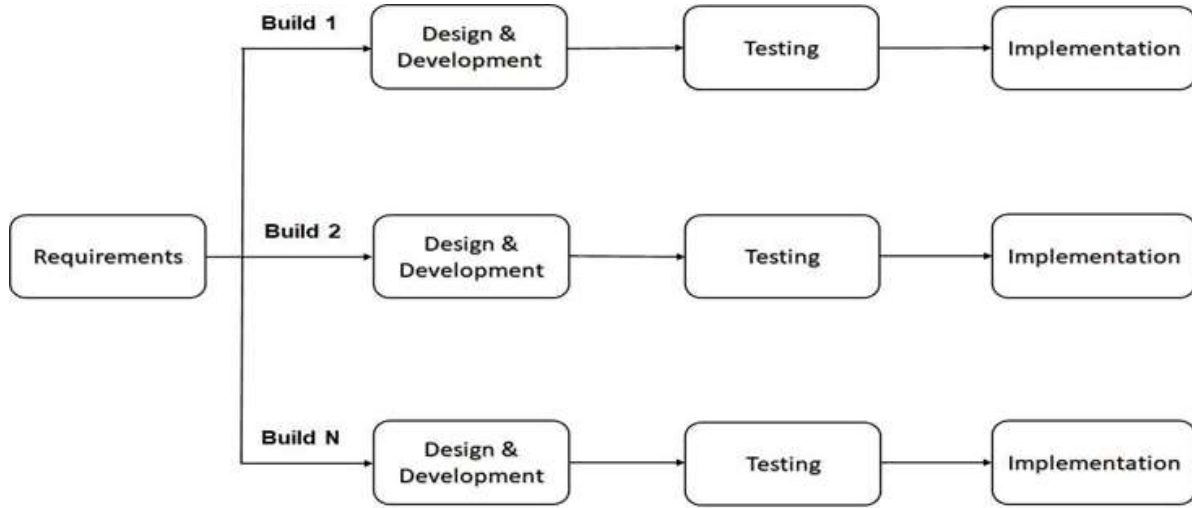 Build 1
Design &
Development
Testing
Implementation
Requirements
Build 2
Design &
Development
Testing
Implementation
Build N
Design &
Development
Testing
Implementation